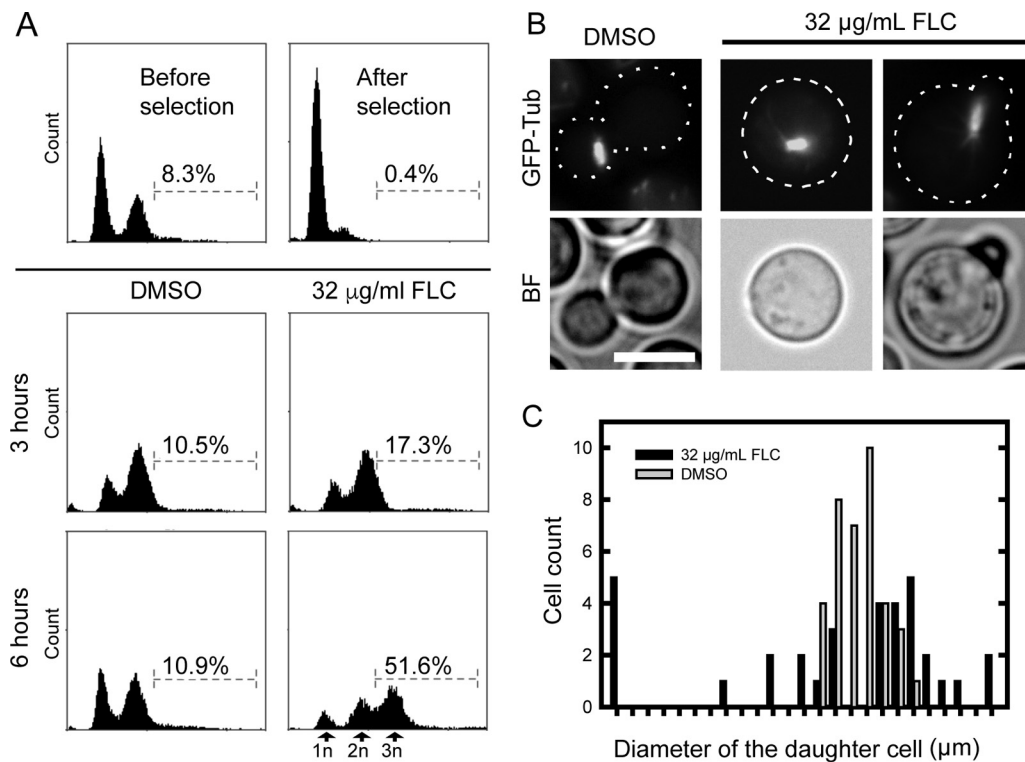 A
Before
selection
8.3%
Count
After
selection
0.4%
DMSO
32 µg/ml FLC
3 hours
Count
10.5%
17.3%
6 hours
Count
10.9%
51.6%
1n 2n 3n
B
DMSO
32 µg/mL FLC
GFP-Tub
BF
C
10
8
6
4
2
0
Cell count
32 µg/mL FLC
DMSO
Diameter of the daughter cell (µm)